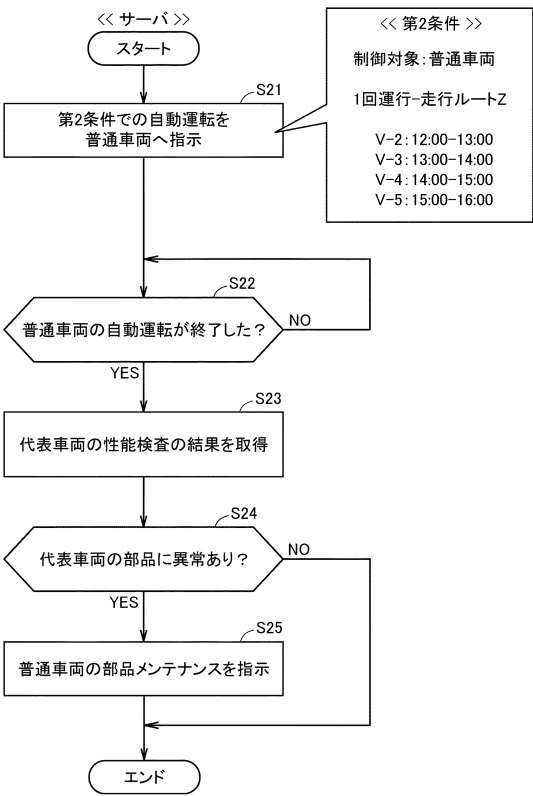 << サーバ >>
スタート
S21
第2条件での自動運転を
普通車両へ指示
<< 第2条件 >>
制御対象：普通車両
1回運行−走行ルートZ
V−2：12:00−13:00
V−3：13:00−14:00
V−4：14:00−15:00
V−5：15:00−16:00
S22
普通車両の自動運転が終了した？
NO
YES
S23
代表車両の性能検査の結果を取得
S24
代表車両の部品に異常あり？
NO
YES
S25
普通車両の部品メンテナンスを指示
エンド